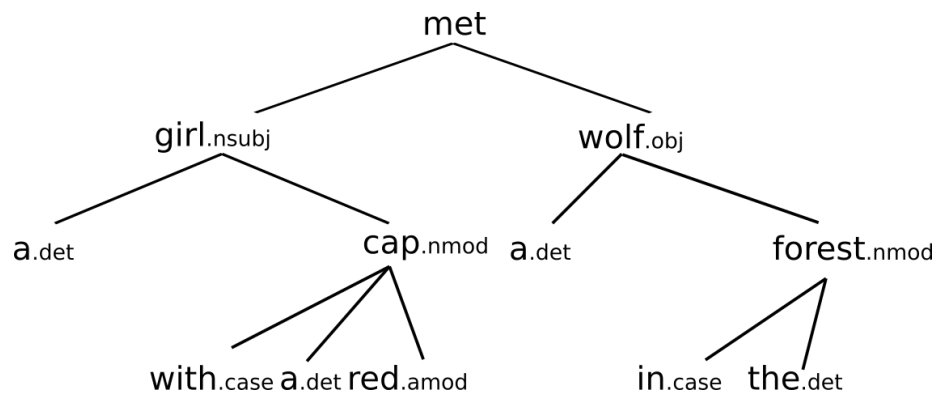 met
girl.nsubj wolf.obj
a.det cap.nmod a.det forest.nmod
with.case a.det red.amod in.case the.det